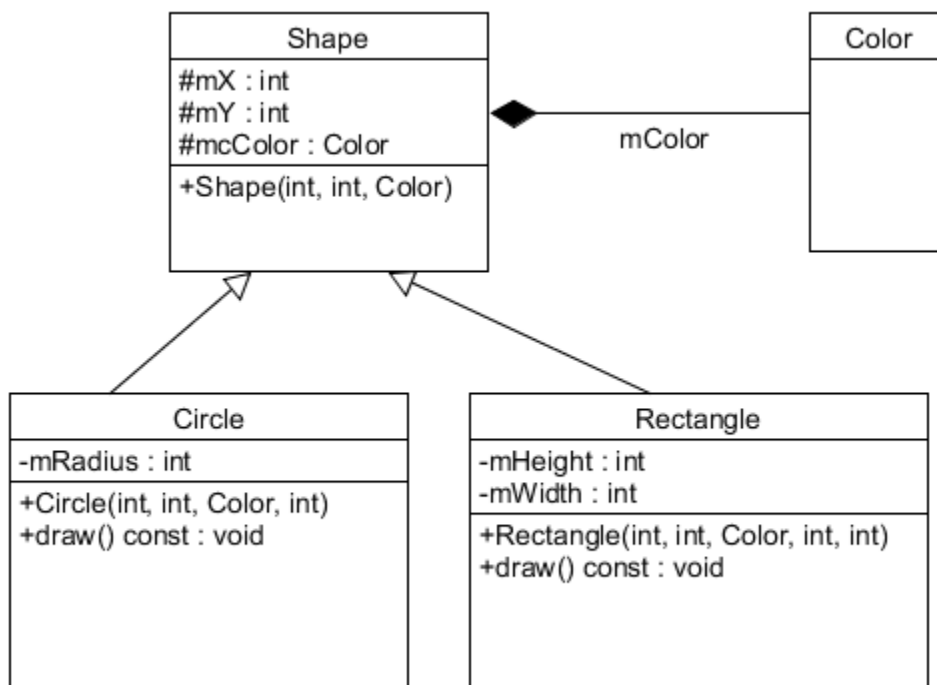 Shape
#mX : int
#mY : int
#mcColor : Color
+Shape(int, int, Color)
Color
mColor
Circle
-mRadius : int
+Circle(int, int, Color, int)
+draw() const : void
Rectangle
-mHeight : int
-mWidth : int
+Rectangle(int, int, Color, int, int)
+draw() const : void